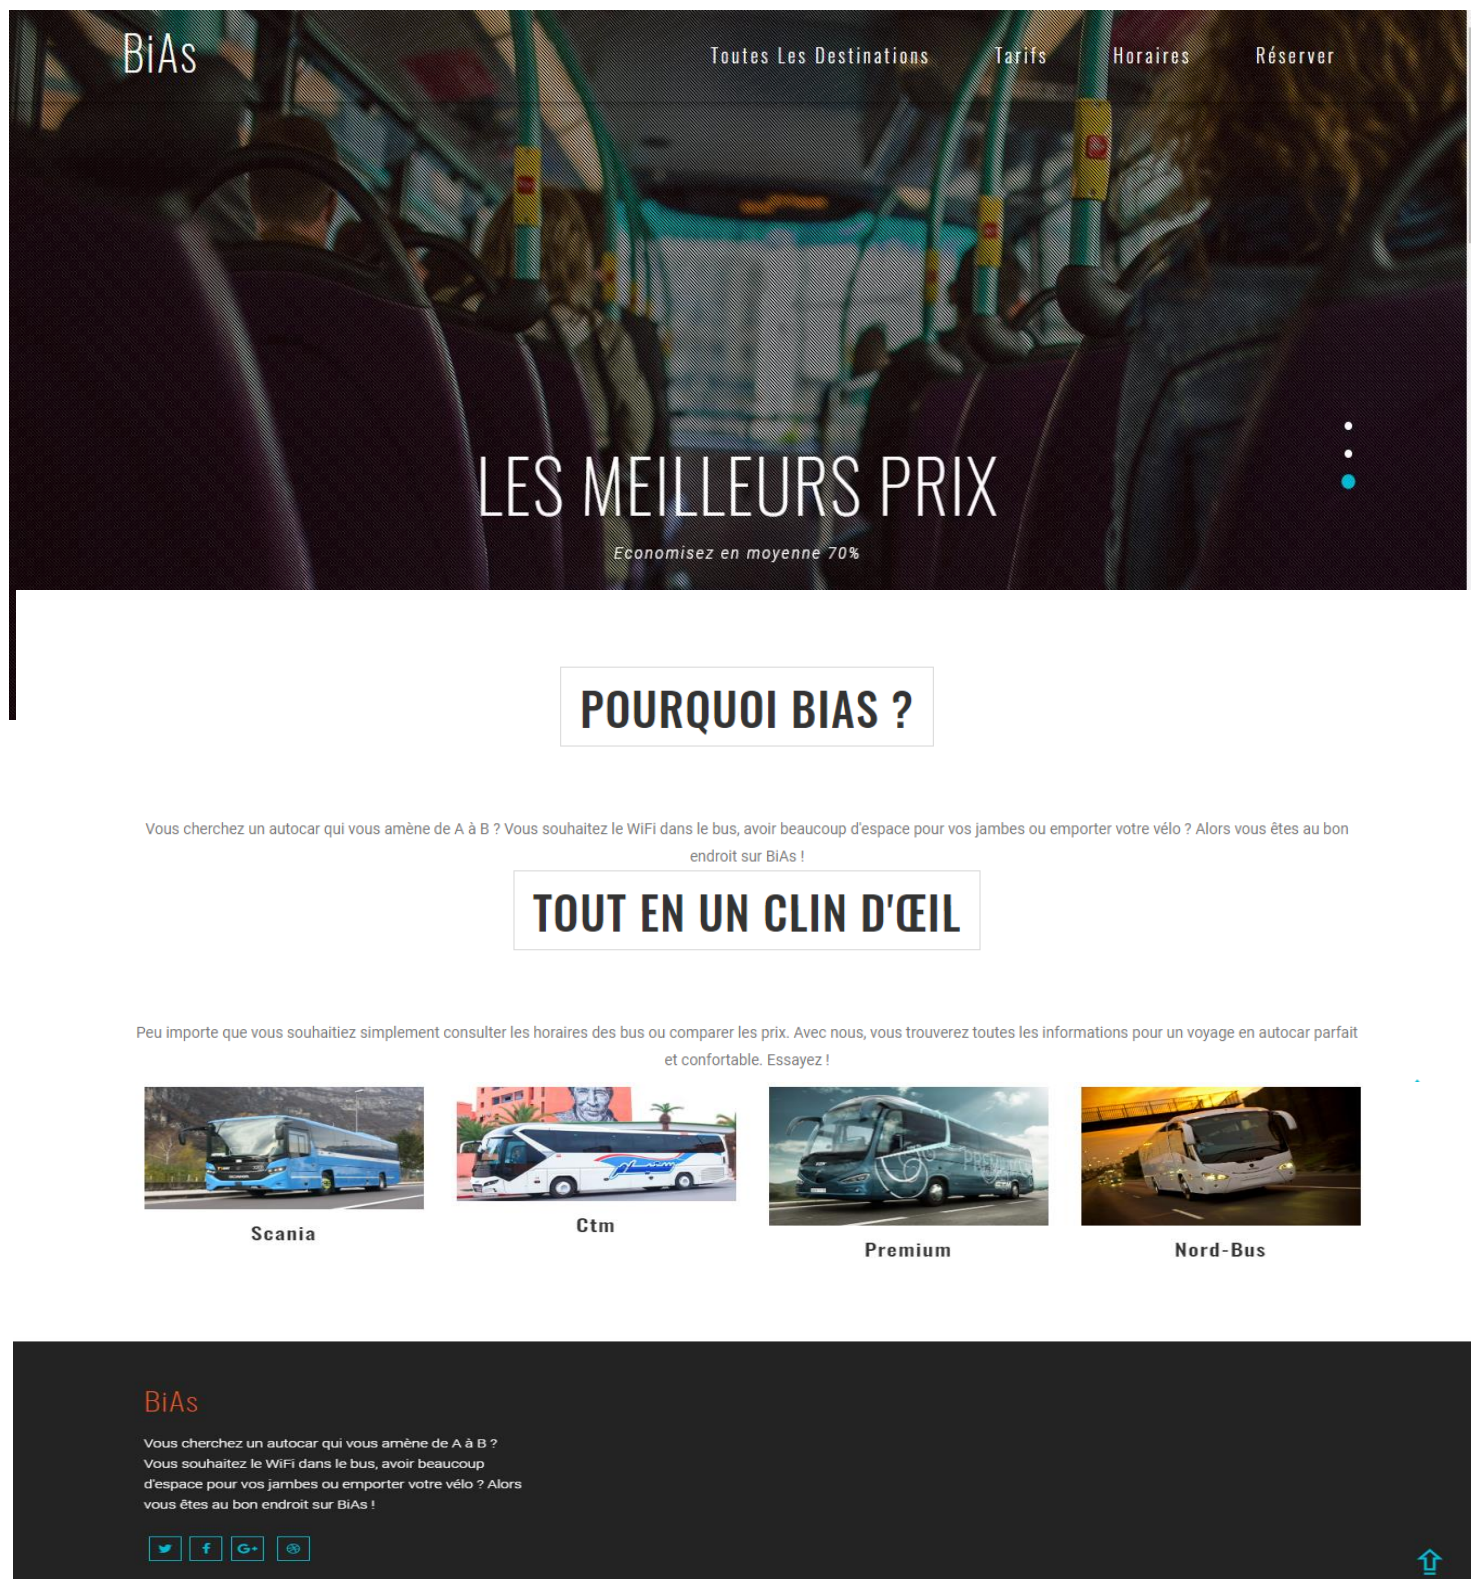 BiAs
Toutes Les Destinations
Tarifs
Horaires
Réserver
LES MEILLEURS PRIX
Economisez en moyenne 70%
POURQUOI BIAS ?
Vous cherchez un autocar qui vous amène de A à B ? Vous souhaitez le WiFi dans le bus, avoir beaucoup d'espace pour vos jambes ou emporter votre vélo ? Alors vous êtes au bon
endroit sur BiAs !
TOUT EN UN CLIN D'ŒIL
Peu importe que vous souhaitiez simplement consulter les horaires des bus ou comparer les prix. Avec nous, vous trouverez toutes les informations pour un voyage en autocar parfait
et confortable. Essayez !
Scania
Ctm
Premium
Nord-Bus
BiAs
Vous cherchez un autocar qui vous amène de A à B ?
Vous souhaitez le WiFi dans le bus, avoir beaucoup
d'espace pour vos jambes ou emporter votre vélo ? Alors
vous êtes au bon endroit sur BiAs !